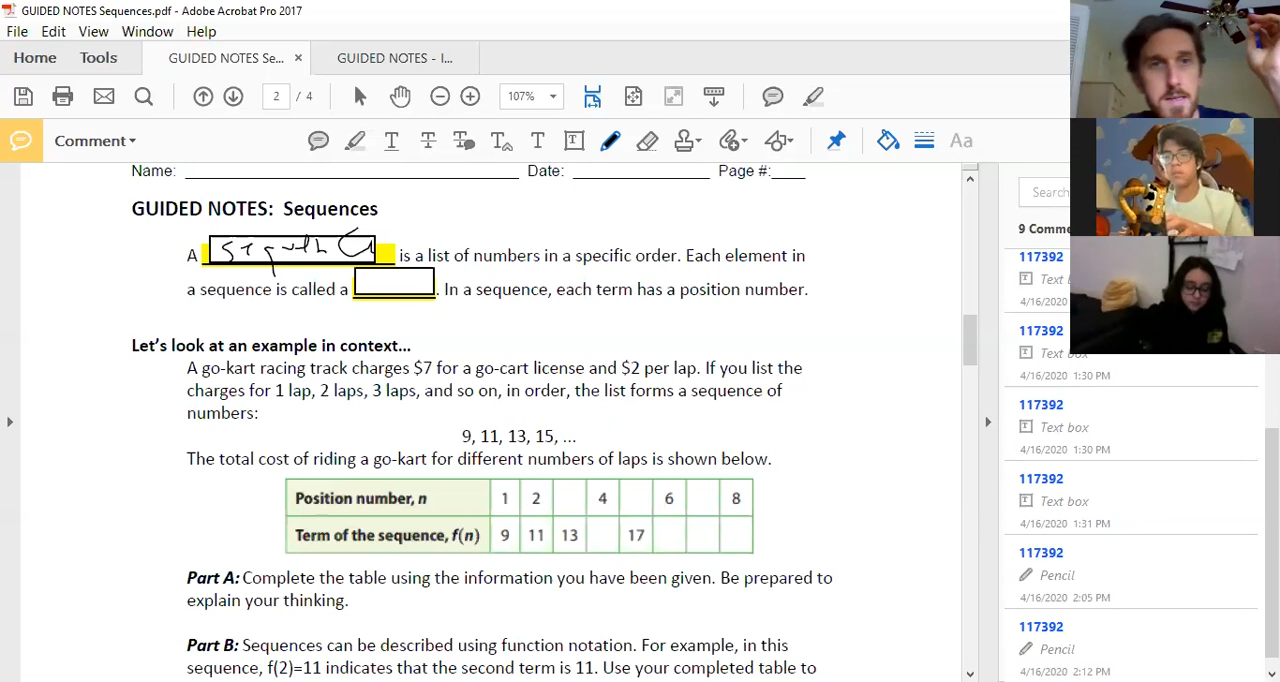 GUIDED NOTES Sequences.pdf - Adobe Acrobat Pro 2017
File Edit View Window Help
Home Tools GUIDED NOTES Se... × GUIDED NOTES - I...
2 / 4 107%
Comment
Name: Date: Page #:
GUIDED NOTES: Sequences
A is a list of numbers in a specific order. Each element in
a sequence is called a . In a sequence, each term has a position number.
Let's look at an example in context...
A go-kart racing track charges $7 for a go-cart license and $2 per lap. If you list the
charges for 1 lap, 2 laps, 3 laps, and so on, in order, the list forms a sequence of
numbers:
9, 11, 13, 15, ...
The total cost of riding a go-kart for different numbers of laps is shown below.
Position number, n 1 2 4 6 8
Term of the sequence, f(n) 9 11 13 17
Part A: Complete the table using the information you have been given. Be prepared to
explain your thinking.
Part B: Sequences can be described using function notation. For example, in this
sequence, f(2)=11 indicates that the second term is 11. Use your completed table to
Search
9 Comme
117392
Text b
4/16/2020 1:30 PM
117392
Text box
4/16/2020 1:30 PM
117392
Text box
4/16/2020 1:30 PM
117392
Text box
4/16/2020 1:31 PM
117392
Pencil
4/16/2020 2:05 PM
117392
Pencil
4/16/2020 2:12 PM